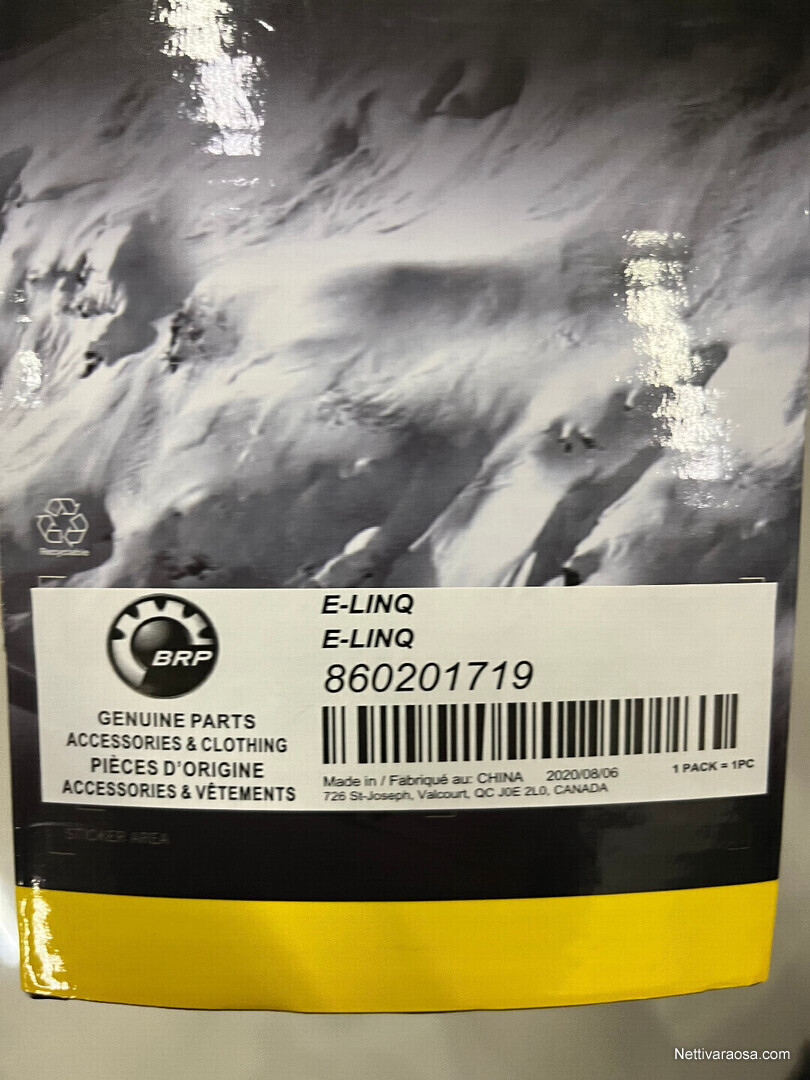 Recyclable
BRP
GENUINE PARTS
ACCESSORIES & CLOTHING
PIÈCES D'ORIGINE
ACCESSORIES & VÊTEMENTS
E-LINQ
E-LINQ
860201719
Made in / Fabriqué au: CHINA 2020/08/06 1 PACK = 1PC
726 St-Joseph, Valcourt, QC J0E 2L0, CANADA
STICKER AREA
Nettivaraosa.com